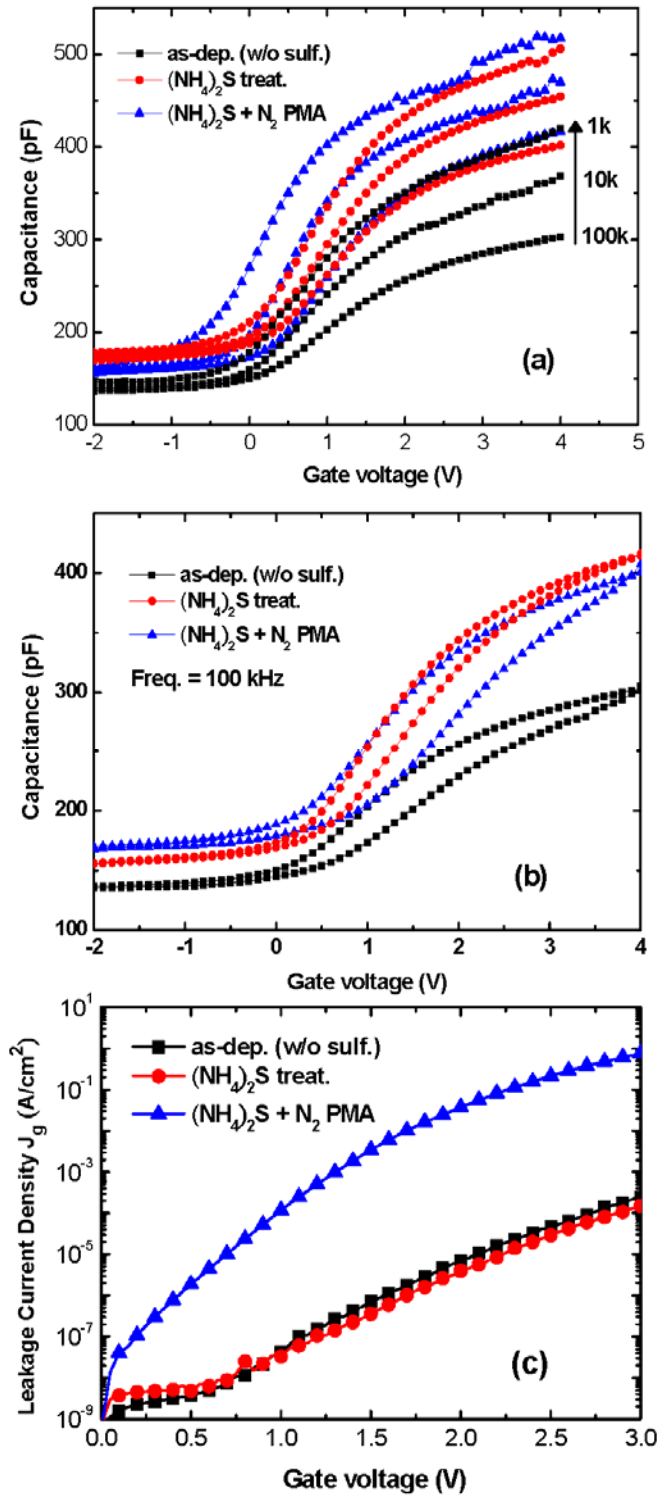 500
400
300
200
100
Capacitance (pF)
as-dep. (w/o sulf.)
(NH4)2S treat.
(NH4)2S + N2 PMA
1k
10k
100k
(a)
-2 -1 0 1 2 3 4 5
Gate voltage (V)
400
300
200
100
Capacitance (pF)
as-dep. (w/o sulf.)
(NH4)2S treat.
(NH4)2S + N2 PMA
Freq. = 100 kHz
(b)
-2 -1 0 1 2 3 4
Gate voltage (V)
10^1
10^-1
10^-3
10^-5
10^-7
10^-9
Leakage Current Density Jg (A/cm^2)
as-dep. (w/o sulf.)
(NH4)2S treat.
(NH4)2S + N2 PMA
(c)
0.0 0.5 1.0 1.5 2.0 2.5 3.0
Gate voltage (V)